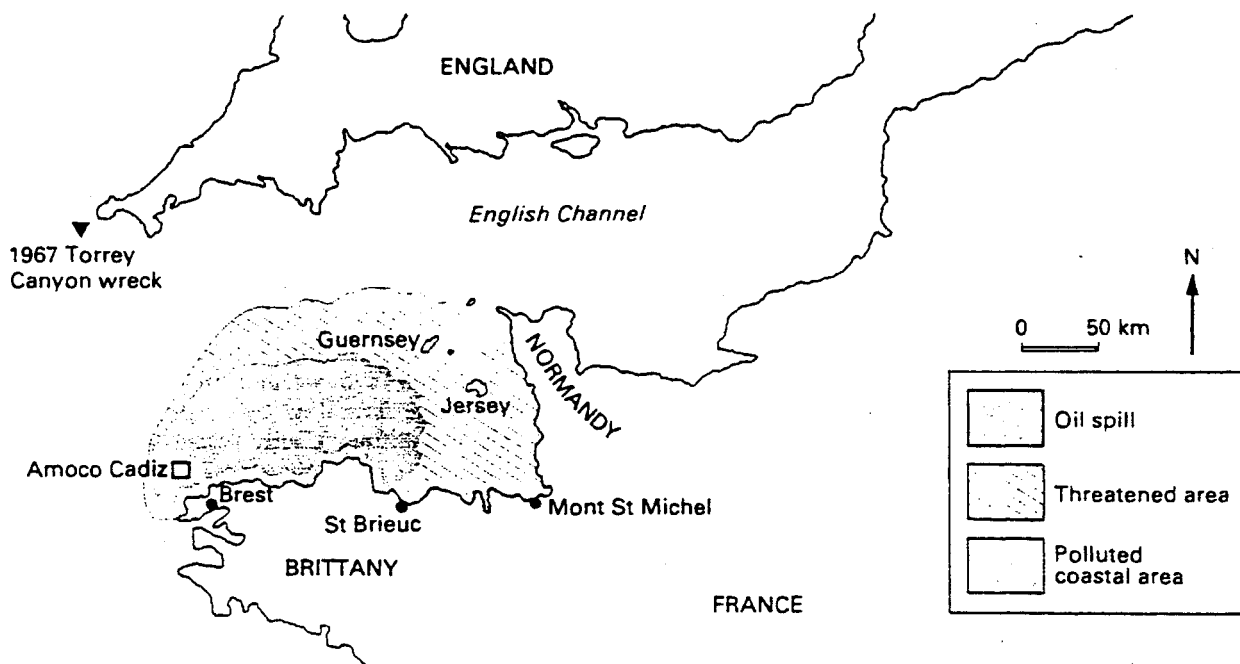 ENGLAND
English Channel
1967 Torrey
Canyon wreck
N
0 50 km
Guernsey
NORMANDY
Jersey
Amoco Cadiz
Brest
St Brieuc
Mont St Michel
BRITTANY
FRANCE
Oil spill
Threatened area
Polluted
coastal area